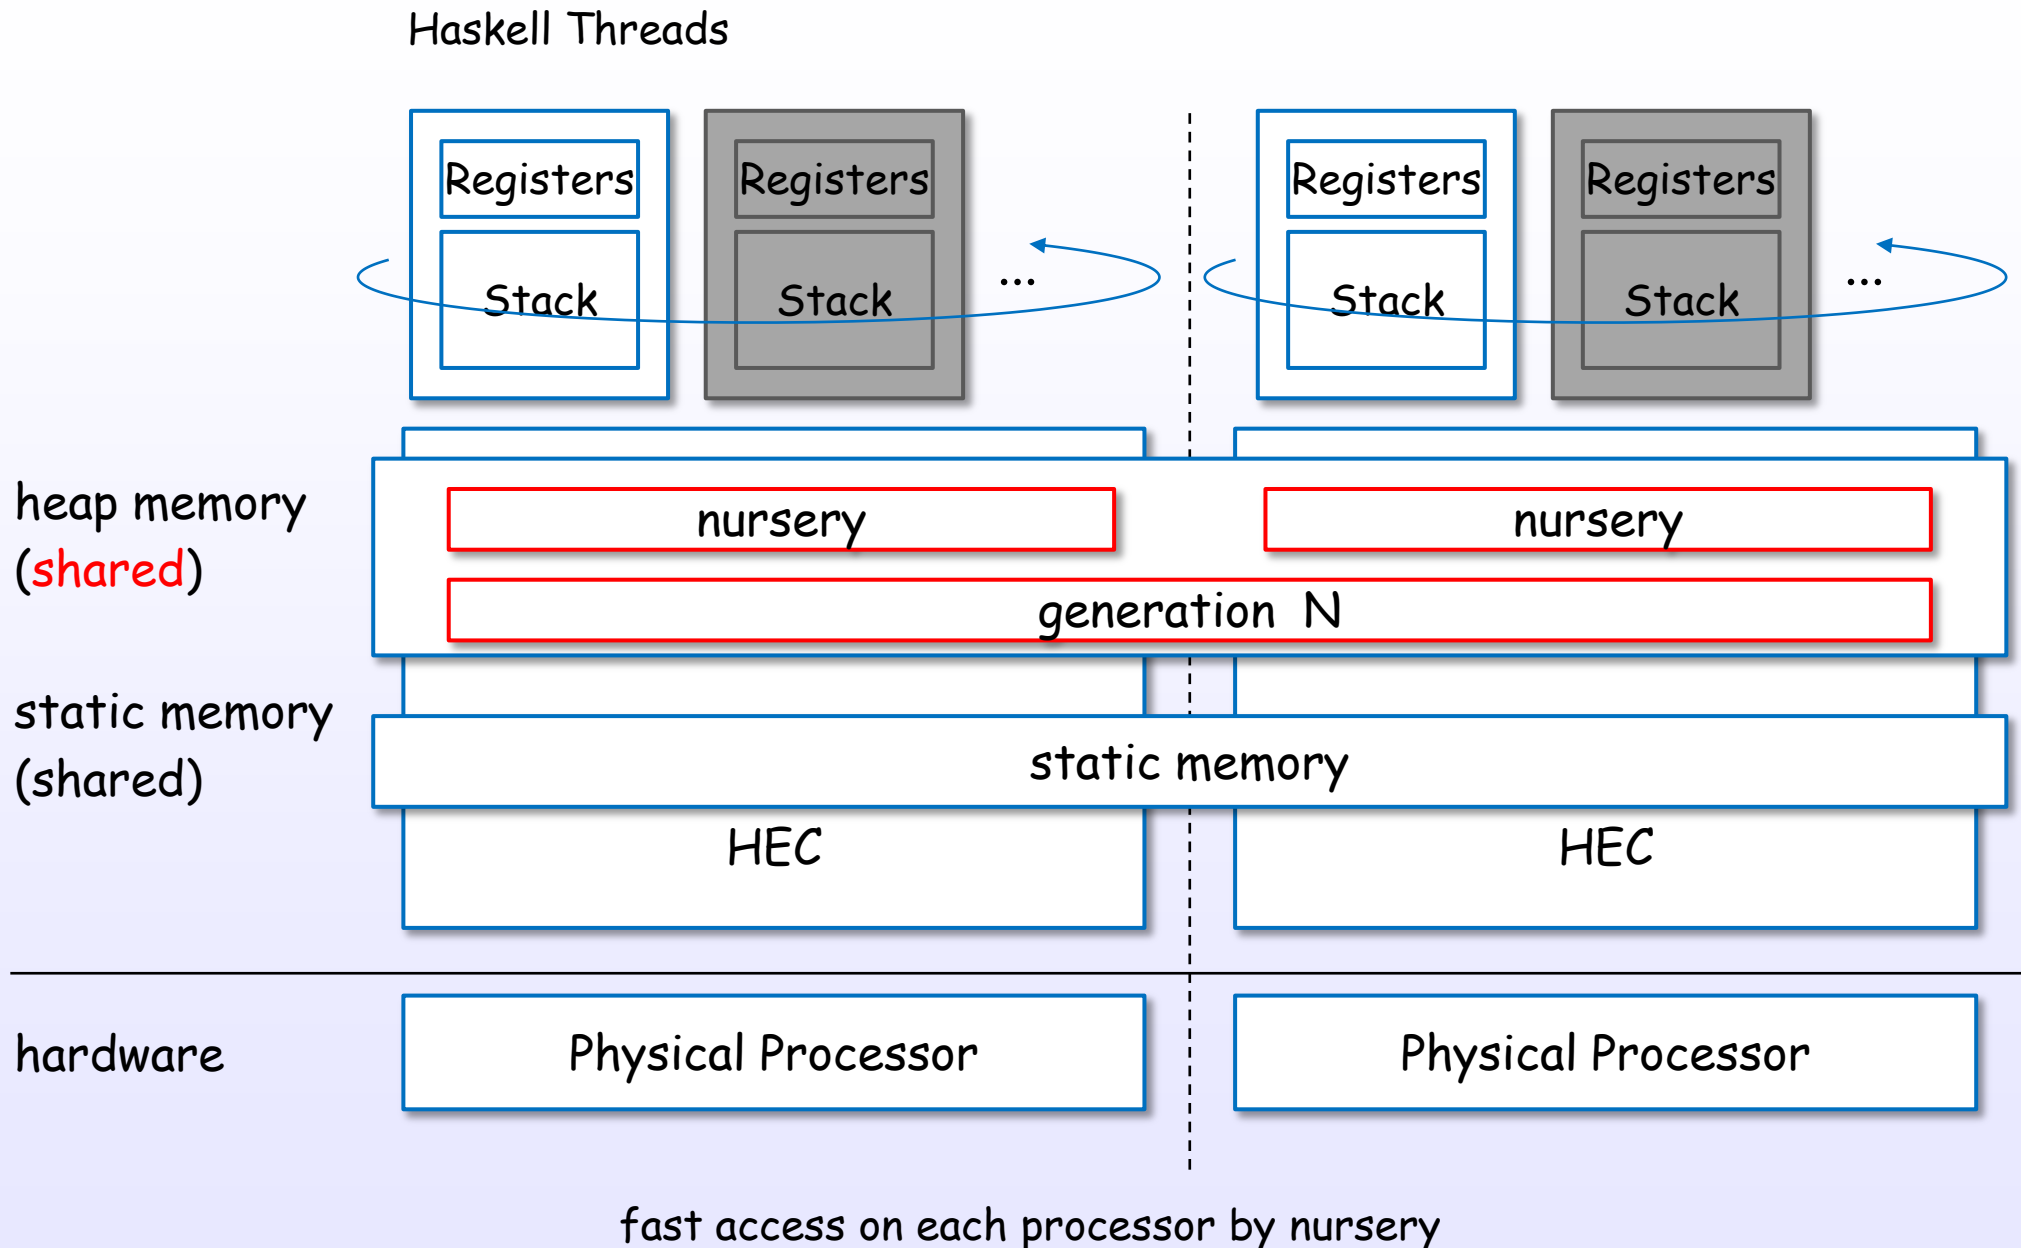 Haskell Threads
Registers
Registers
Registers
Registers
Stack
Stack
...
Stack
Stack
...
heap memory
(shared)
nursery
nursery
generation N
static memory
(shared)
static memory
HEC
HEC
hardware
Physical Processor
Physical Processor
fast access on each processor by nursery